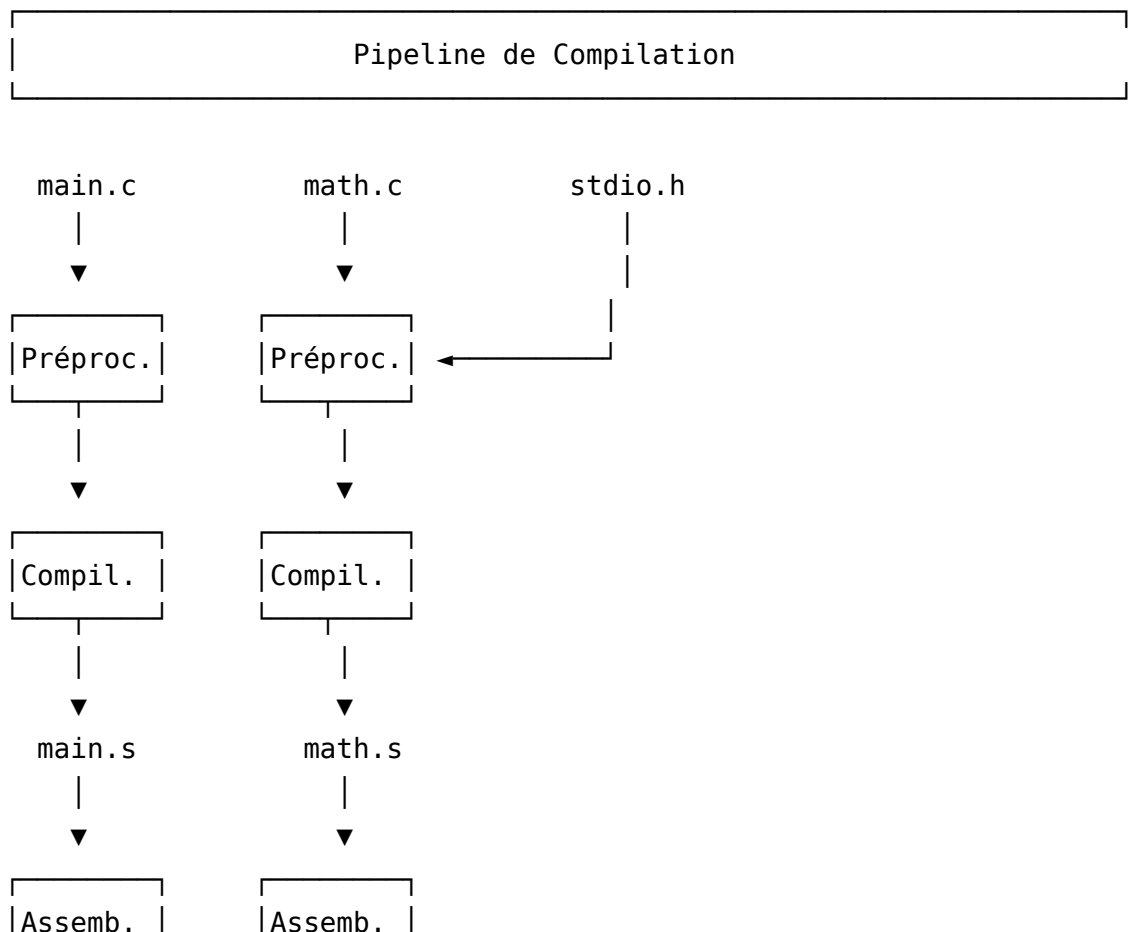 Pipeline de Compilation
main.c math.c stdio.h
Préproc. Préproc.
Compil. Compil.
main.s math.s
Assemb. Assemb.